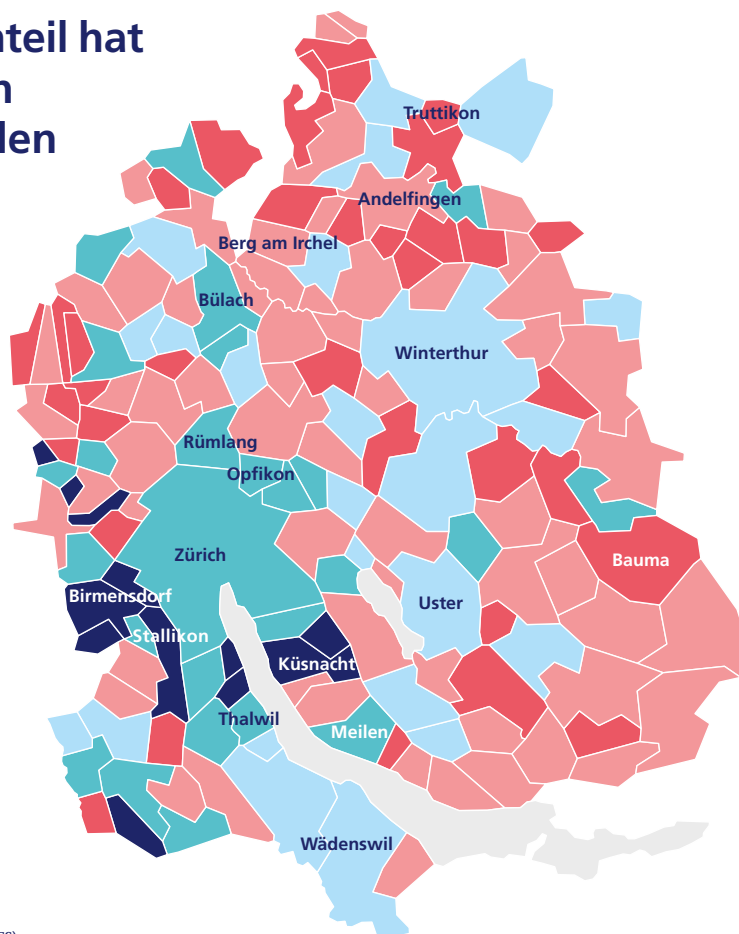 nteil hat
n
den
Truttikon
Andelfingen
Berg am Irchel
Bülach
Winterthur
Rümlang
Opfikon
Zürich
Bauma
Birmensdorf
Uster
Stallikon
Küsnacht
Thalwil
Meilen
Wädenswil